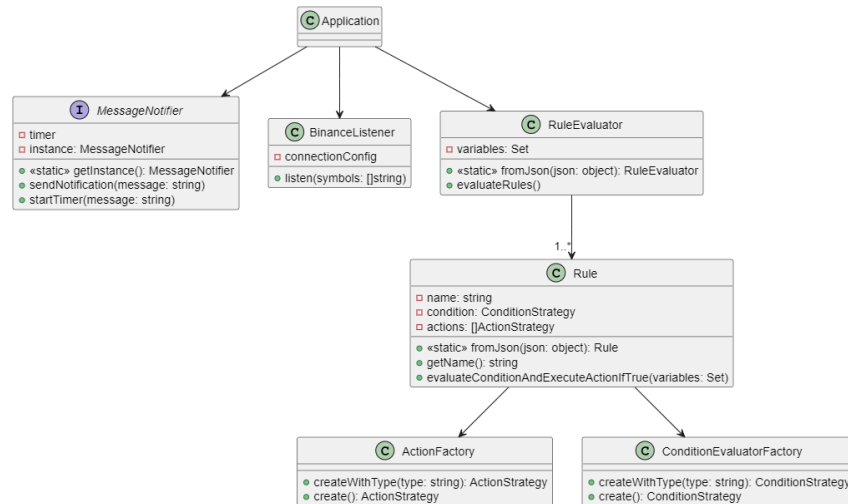 C Application
I MessageNotifier
timer
instance: MessageNotifier
«static» getInstance(): MessageNotifier
sendNotification(message: string)
startTimer(message: string)
C BinanceListener
connectionConfig
listen(symbols: []string)
C RuleEvaluator
variables: Set
«static» fromJson(json: object): RuleEvaluator
evaluateRules()
1..*
C Rule
name: string
condition: ConditionStrategy
actions: []ActionStrategy
«static» fromJson(json: object): Rule
getName(): string
evaluateConditionAndExecuteActionIfTrue(variables: Set)
C ActionFactory
createWithType(type: string): ActionStrategy
create(): ActionStrategy
C ConditionEvaluatorFactory
createWithType(type: string): ConditionStrategy
create(): ConditionStrategy